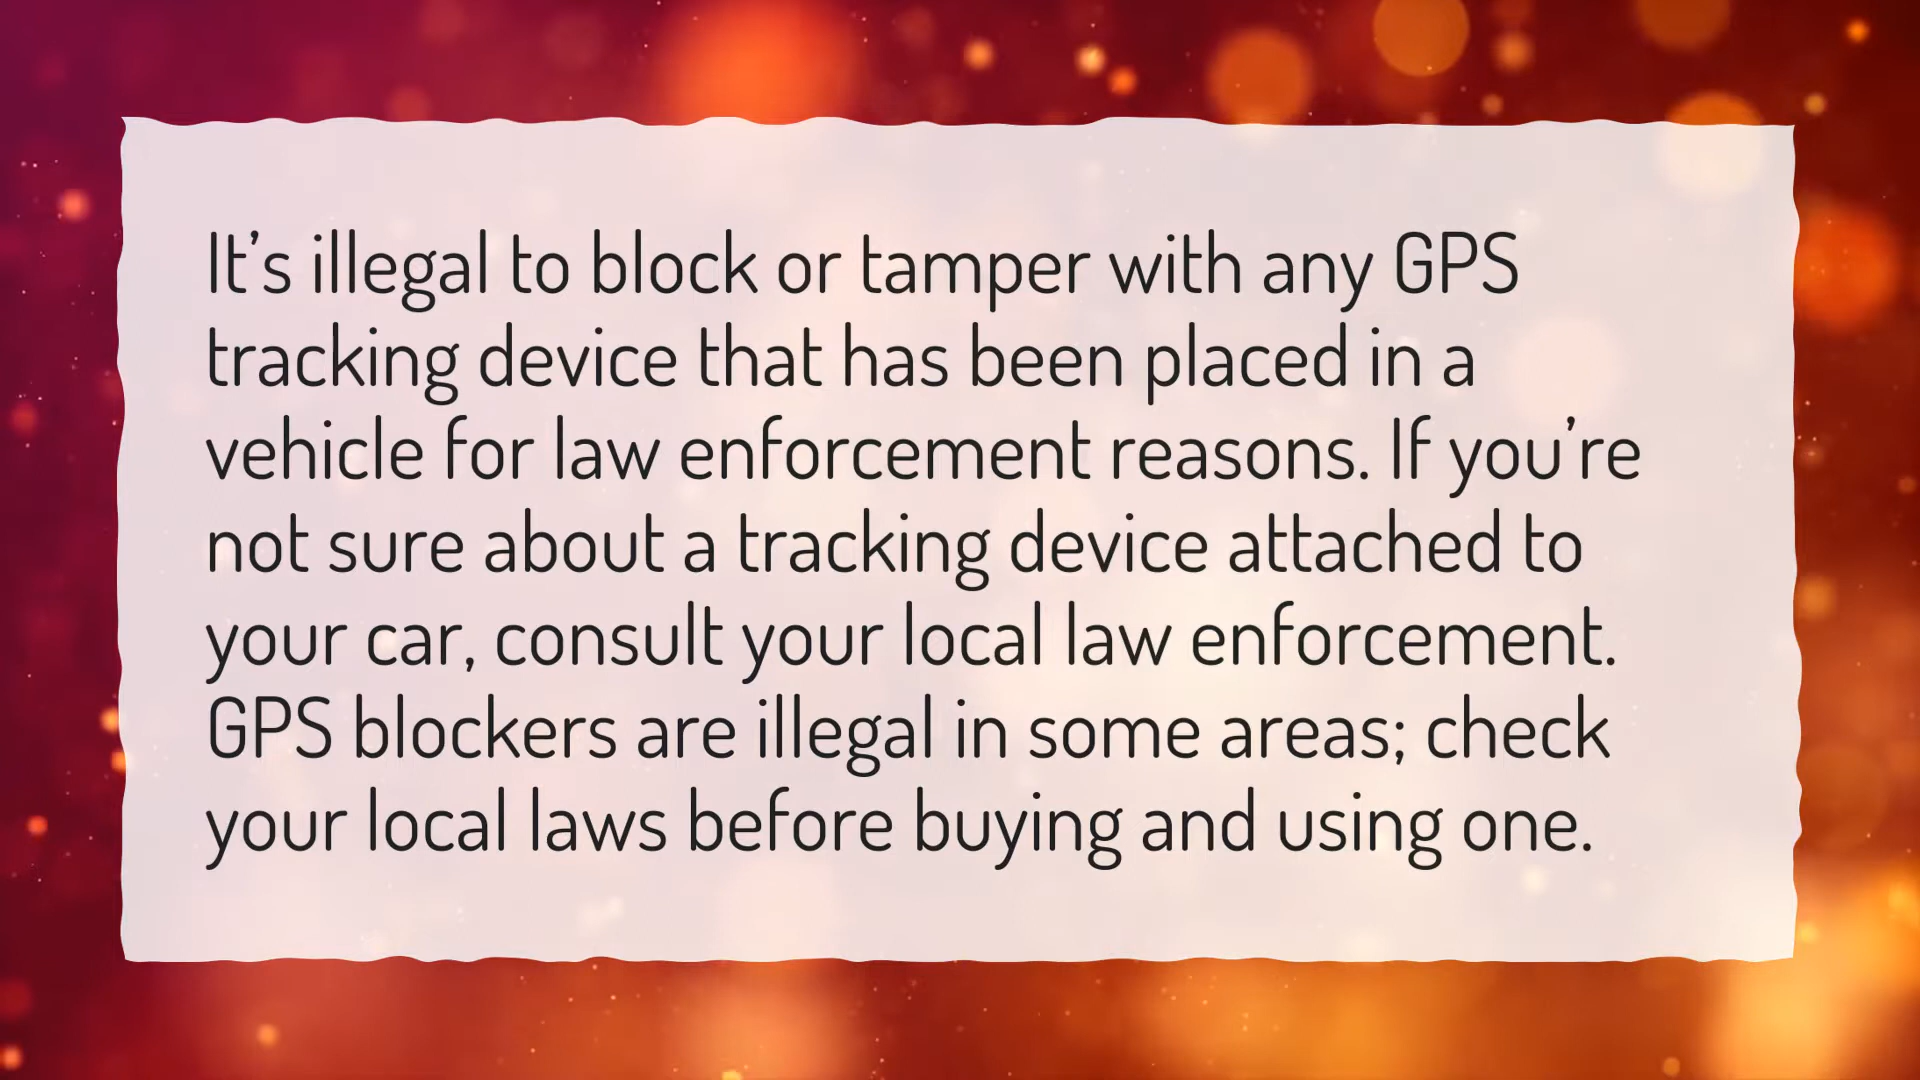 It’s illegal to block or tamper with any GPS
tracking device that has been placed in a
vehicle for law enforcement reasons. If you’re
not sure about a tracking device attached to
your car, consult your local law enforcement.
GPS blockers are illegal in some areas; check
your local laws before buying and using one.